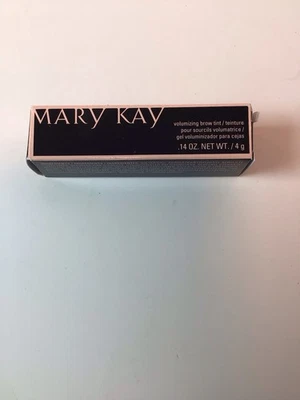 MARY KAY
volumizing brow tint / teinture
pour sourcils volumatrice /
gel voluminizador para cejas
.14 OZ. NET WT. / 4 g